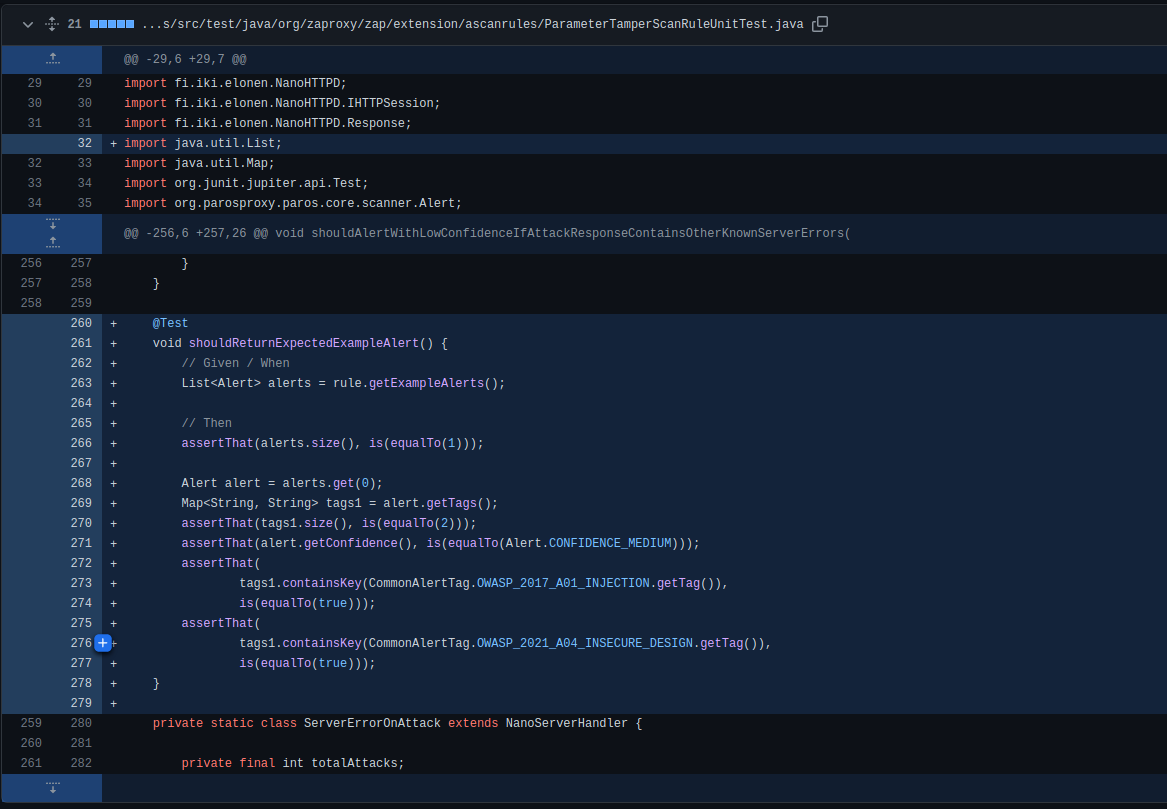 21 ...s/src/test/java/org/zaproxy/zap/extension/ascanrules/ParameterTamperScanRuleUnitTest.java
@@ -29,6 +29,7 @@
29 29 import fi.iki.elonen.NanoHTTPD;
30 30 import fi.iki.elonen.NanoHTTPD.IHTTPSession;
31 31 import fi.iki.elonen.NanoHTTPD.Response;
32 + import java.util.List;
32 33 import java.util.Map;
33 34 import org.junit.jupiter.api.Test;
34 35 import org.parosproxy.paros.core.scanner.Alert;
@@ -256,6 +257,26 @@ void shouldAlertWithLowConfidenceIfAttackResponseContainsOtherKnownServerErrors(
256 257 }
257 258 }
258 259
260 + @Test
261 + void shouldReturnExpectedExampleAlert() {
262 + // Given / When
263 + List<Alert> alerts = rule.getExampleAlerts();
264 +
265 + // Then
266 + assertThat(alerts.size(), is(equalTo(1)));
267 +
268 + Alert alert = alerts.get(0);
269 + Map<String, String> tags1 = alert.getTags();
270 + assertThat(tags1.size(), is(equalTo(2)));
271 + assertThat(alert.getConfidence(), is(equalTo(Alert.CONFIDENCE_MEDIUM)));
272 + assertThat(
273 + tags1.containsKey(CommonAlertTag.OWASP_2017_A01_INJECTION.getTag()),
274 + is(equalTo(true)));
275 + assertThat(
276 + tags1.containsKey(CommonAlertTag.OWASP_2021_A04_INSECURE_DESIGN.getTag()),
277 + is(equalTo(true)));
278 + }
279 +
259 280 private static class ServerErrorOnAttack extends NanoServerHandler {
260 281
261 282 private final int totalAttacks;